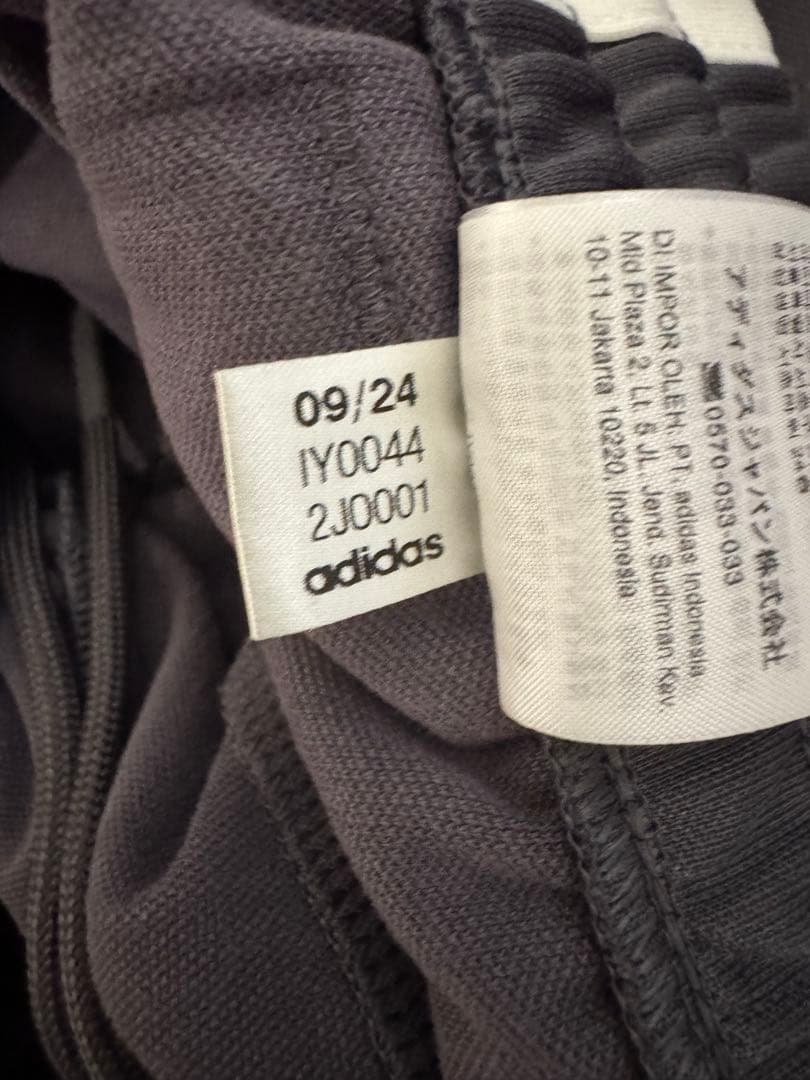 09/24
IY0044
2J0001
adidas
アディダスジャパン株式会社
0570-033-033
DI IMPOR OLEH, PT. adidas Indonesia
Mid Plaza 2, Lt. 5 JL. Jend. Sudirman Kav.
10-11 Jakarta 10220, Indonesia